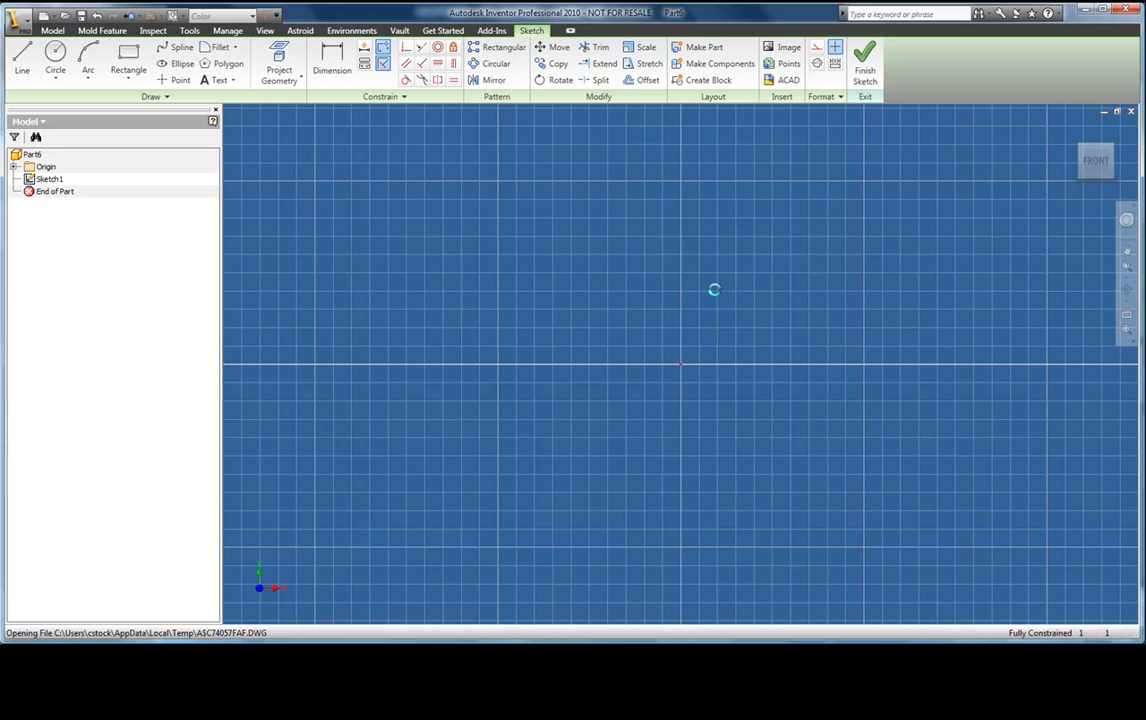 Autodesk Inventor Professional 2010 - NOT FOR RESALE Part6
Type a keyword or phrase
Color
PRO
Home Mold Feature Inspect Tools Manage View Astroid Environments Vault Get Started Add-Ins Sketch
Line Circle Arc Rectangle
Spline Fillet
Ellipse Polygon
Point Text
Project Geometry
Dimension
Rectangular
Circular
Mirror
Move Trim Scale
Copy Extend Stretch
Rotate Split Offset
Make Part
Make Components
Create Block
Image
Points
ACAD
Finish Sketch
Draw Constrain Pattern Modify Layout Insert Format Exit
Model
Part6
Origin
Sketch1
End of Part
FRONT
Opening File C:\Users\cstock\AppData\Local\Temp\A$C74057FAF.DWG
Fully Constrained 1 1